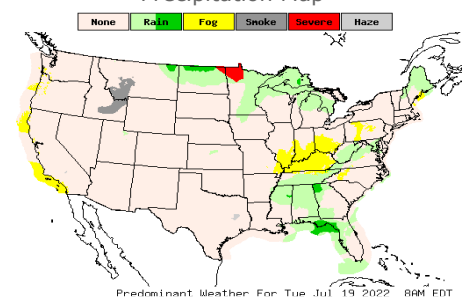 Precipitation Map
None Rain Fog Smoke Severe Haze
Predominant Weather For Tue Jul 19 2022 8AM EDT